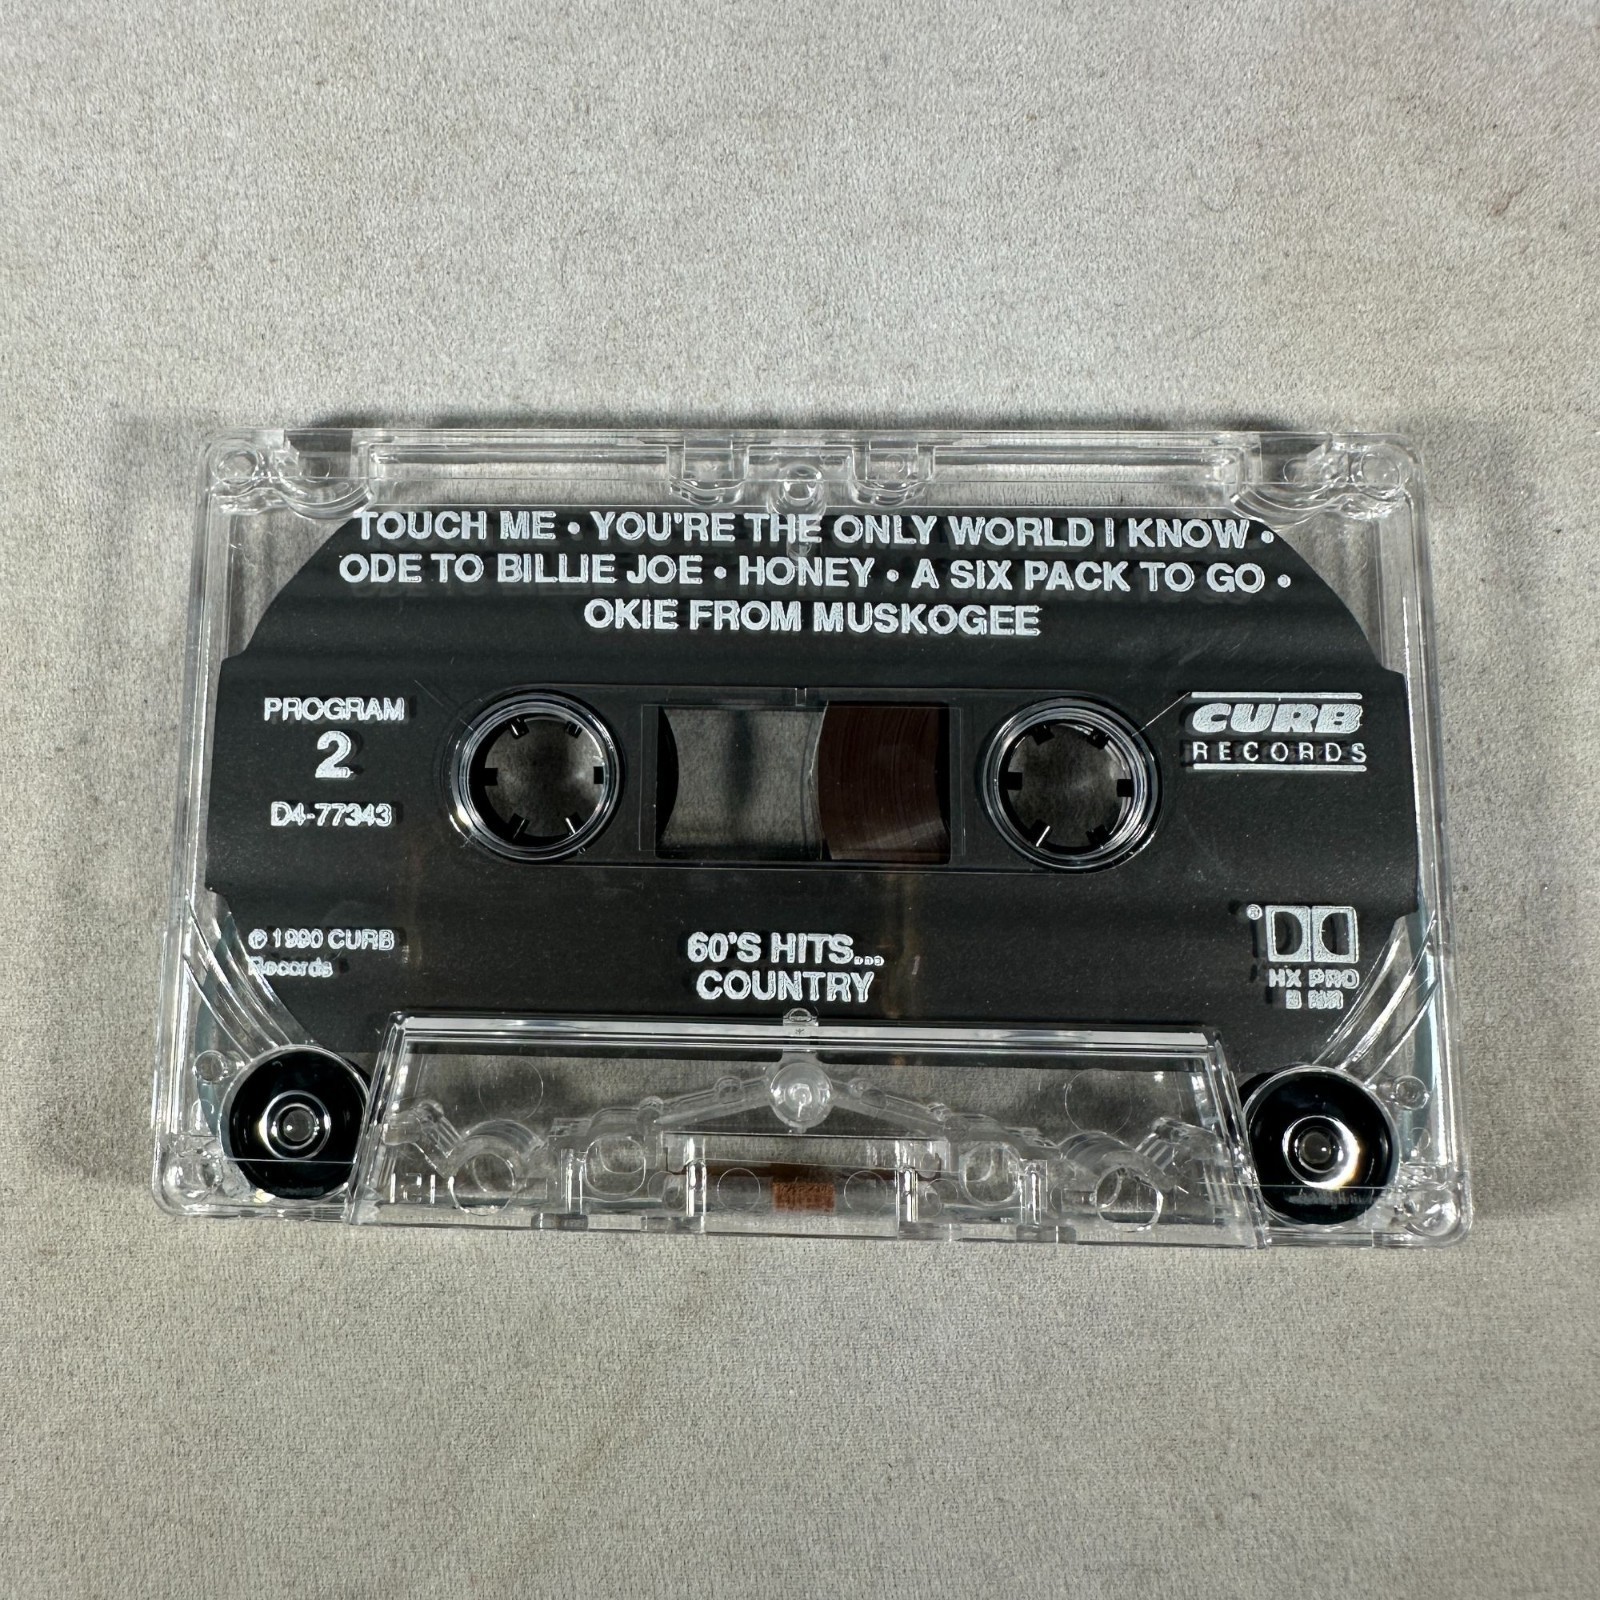 TOUCH ME • YOU'RE THE ONLY WORLD I KNOW •
ODE TO BILLIE JOE • HONEY • A SIX PACK TO GO •
OKIE FROM MUSKOGEE
PROGRAM
2
D4-77343
CURB
RECORDS
℗ 1990 CURB
Records
60'S HITS...
COUNTRY
®
HX PRO
B NR